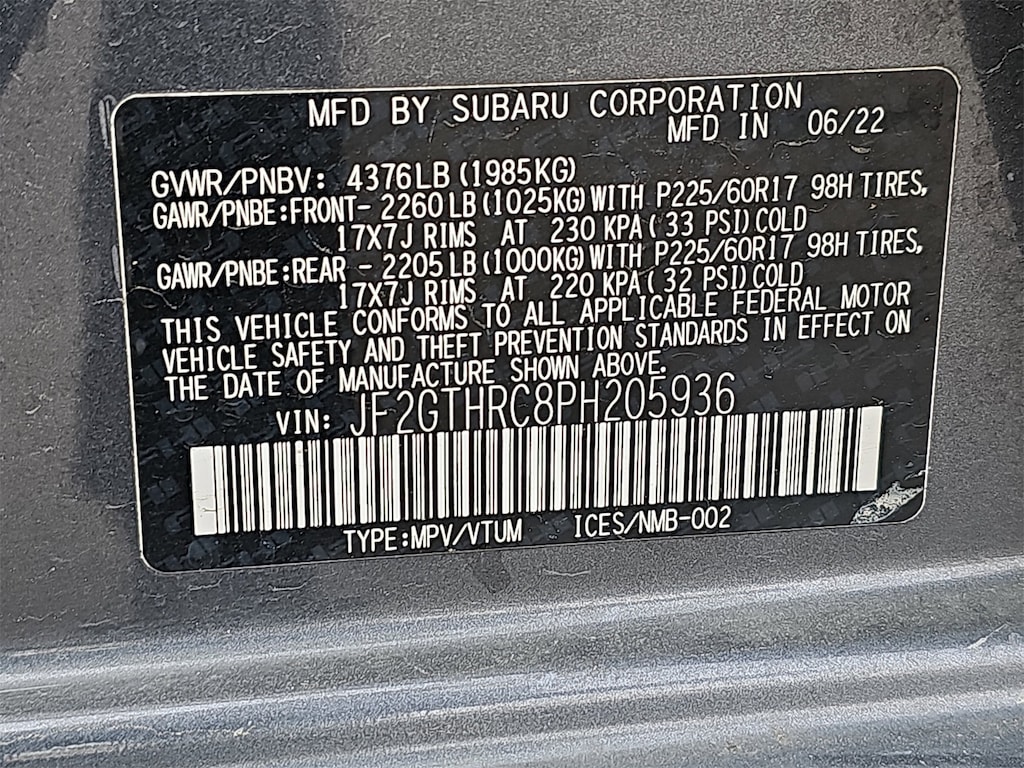 MFD BY SUBARU CORPORATION
MFD IN 06/22
GVWR/PNBV: 4376LB (1985KG)
GAWR/PNBE:FRONT- 2260LB (1025KG) WITH P225/60R17 98H TIRES,
17X7J RIMS AT 230 KPA ( 33 PSI) COLD
GAWR/PNBE:REAR - 2205LB (1000KG) WITH P225/60R17 98H TIRES,
17X7J RIMS AT 220 KPA ( 32 PSI) COLD
THIS VEHICLE CONFORMS TO ALL APPLICABLE FEDERAL MOTOR
VEHICLE SAFETY AND THEFT PREVENTION STANDARDS IN EFFECT ON
THE DATE OF MANUFACTURE SHOWN ABOVE.
VIN: JF2GTHRC8PH205936
TYPE:MPV/VTUM ICES/NMB-002